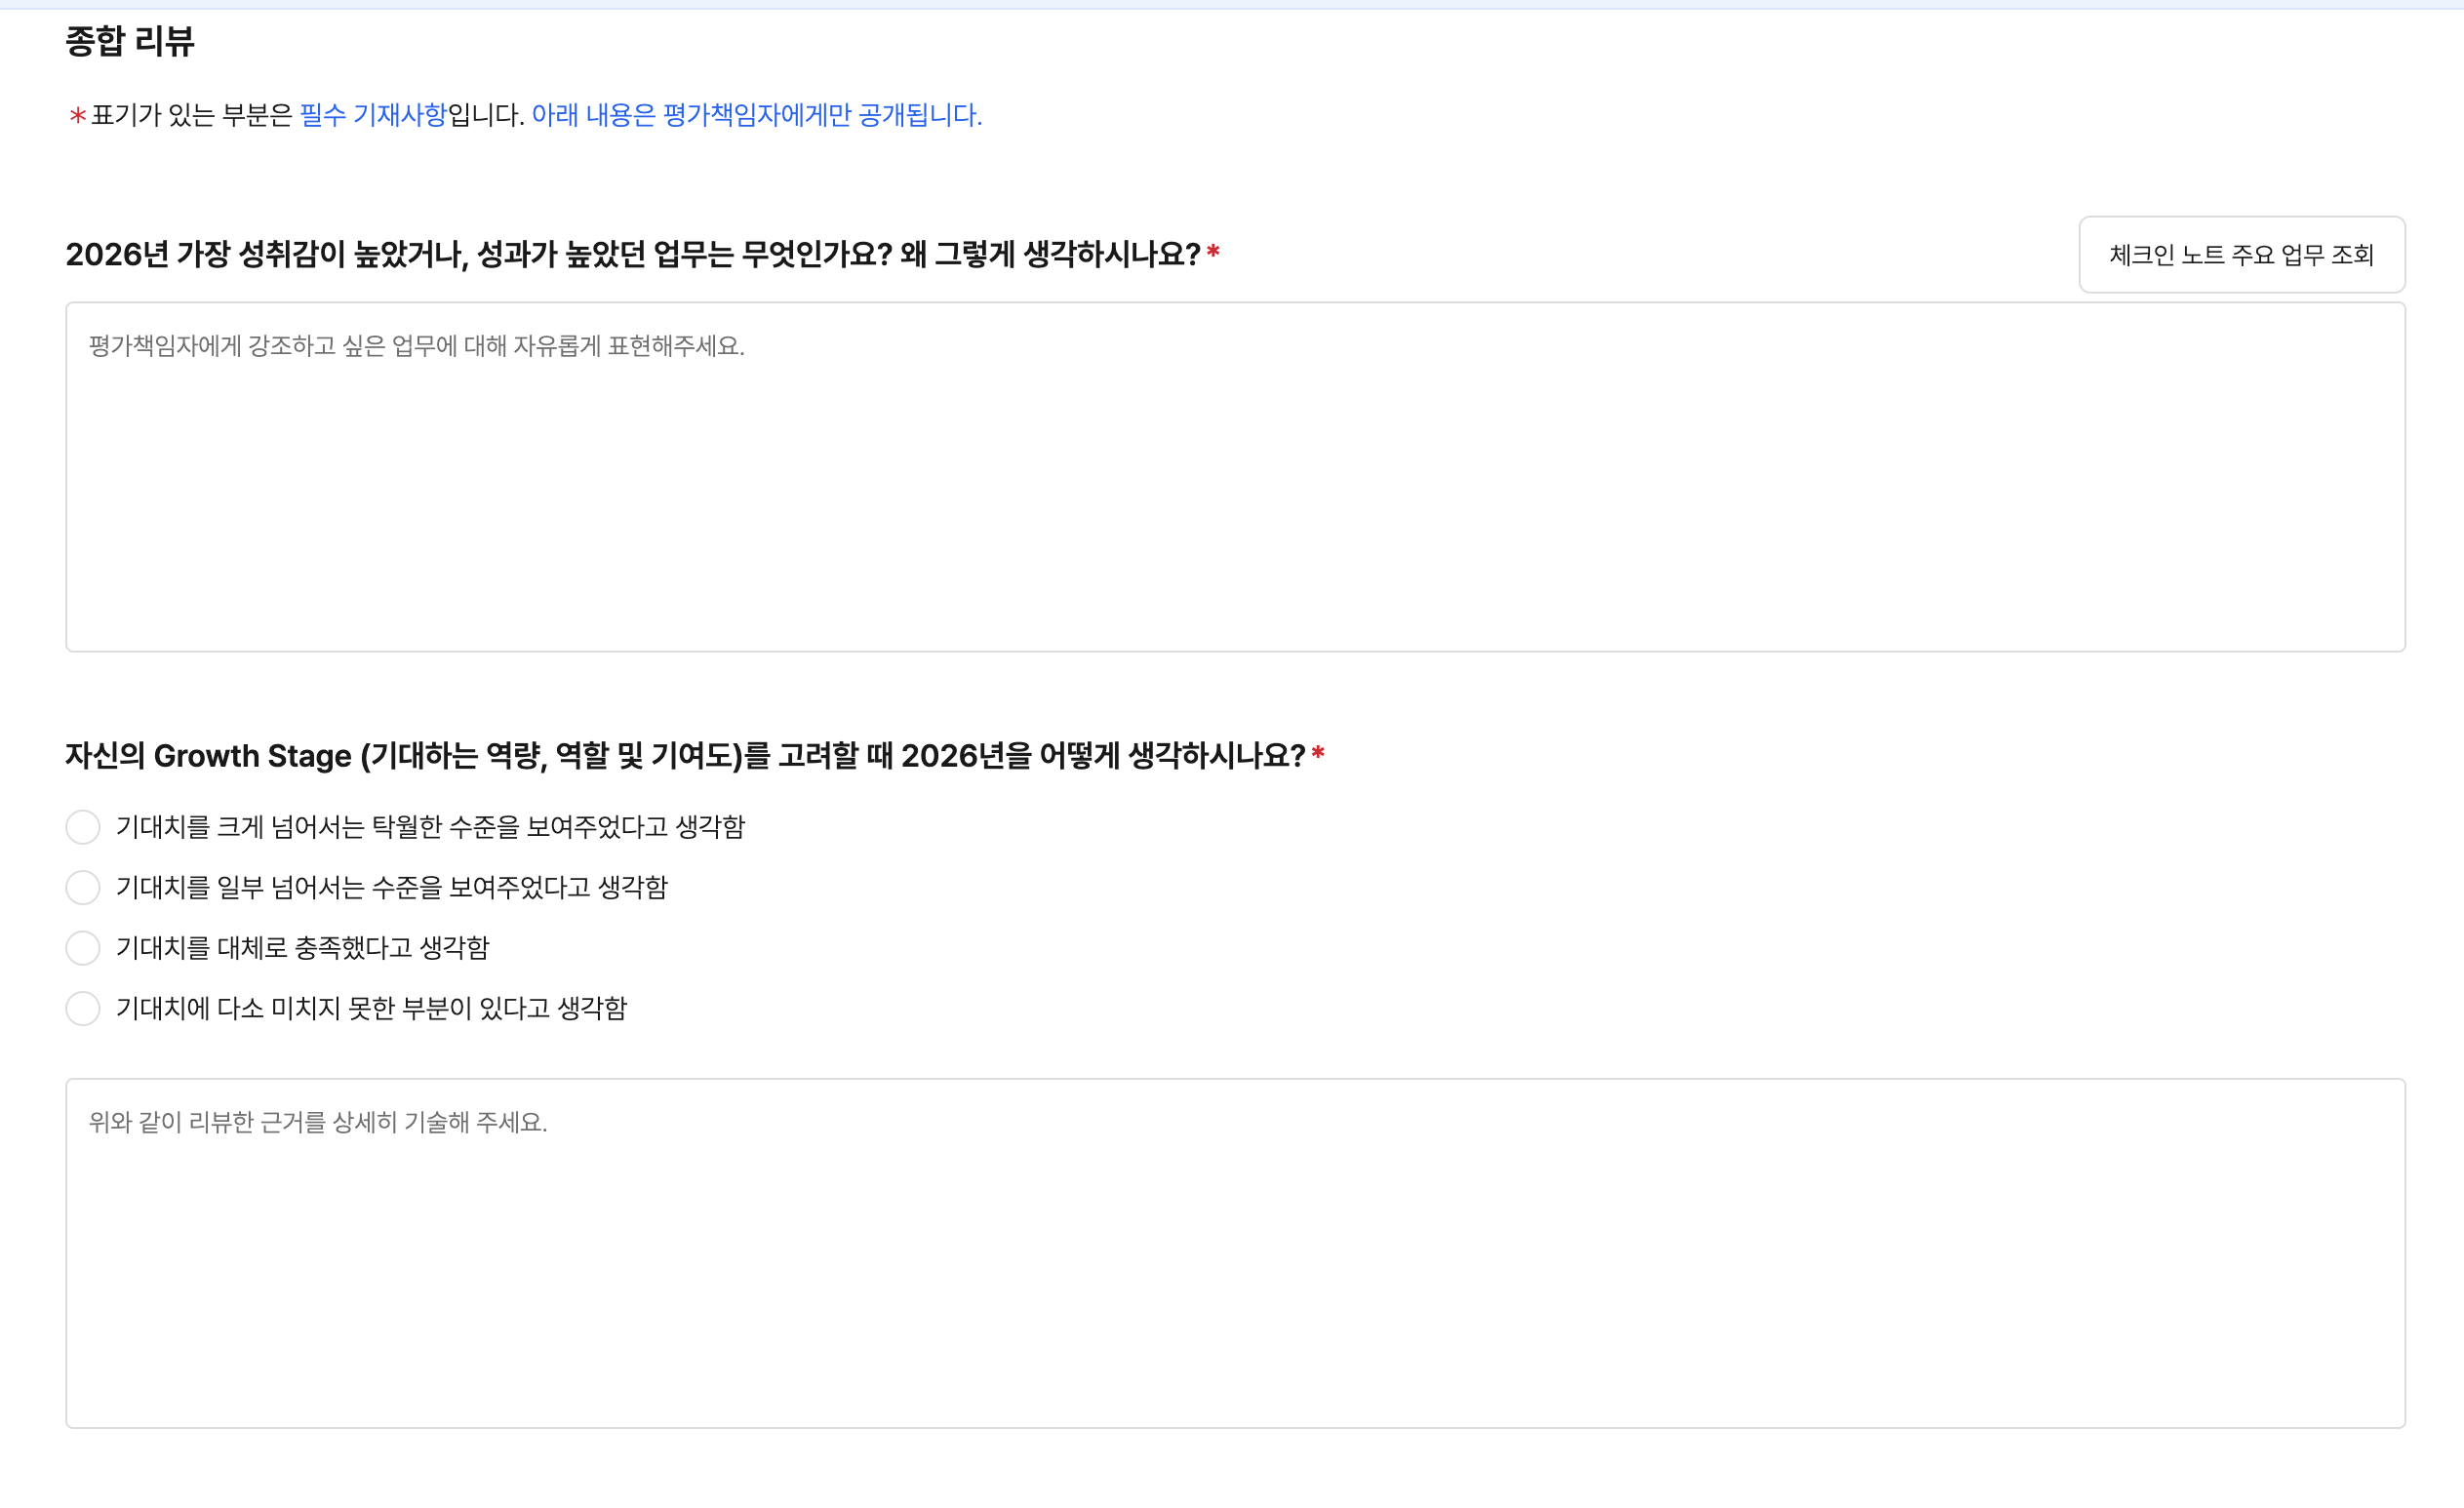 종합 리뷰
*표기가 있는 부분은 필수 기재사항입니다. 아래 내용은 평가책임자에게만 공개됩니다.
2026년 가장 성취감이 높았거나, 성과가 높았던 업무는 무엇인가요? 왜 그렇게 생각하시나요?*
체크인 노트 주요 업무 조회
평가책임자에게 강조하고 싶은 업무에 대해 자유롭게 표현해주세요.
자신의 Growth Stage (기대하는 역량, 역할 및 기여도)를 고려할 때 2026년을 어떻게 생각하시나요?*
기대치를 크게 넘어서는 탁월한 수준을 보여주었다고 생각함
기대치를 일부 넘어서는 수준을 보여주었다고 생각함
기대치를 대체로 충족했다고 생각함
기대치에 다소 미치지 못한 부분이 있다고 생각함
위와 같이 리뷰한 근거를 상세히 기술해 주세요.